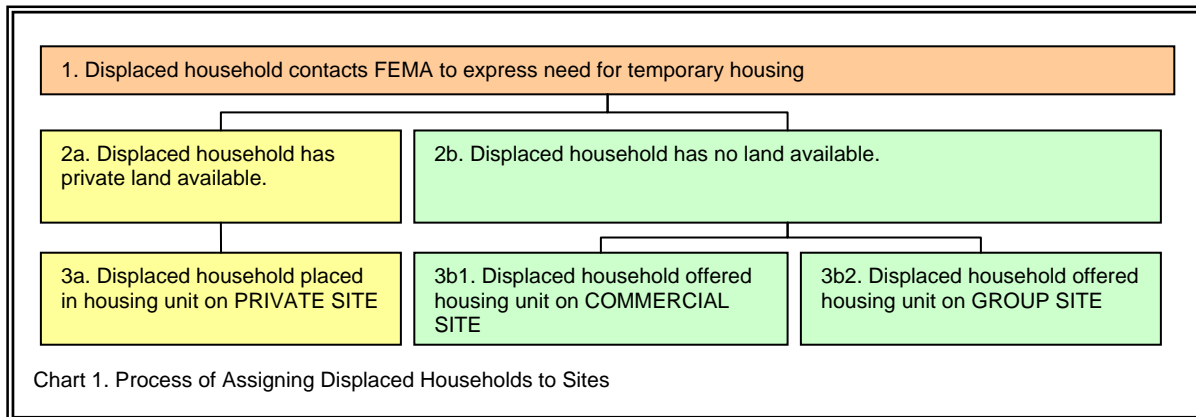 1. Displaced household contacts FEMA to express need for temporary housing
2a. Displaced household has
private land available.
2b. Displaced household has no land available.
3a. Displaced household placed
in housing unit on PRIVATE SITE
3b1. Displaced household offered
housing unit on COMMERCIAL
SITE
3b2. Displaced household offered
housing unit on GROUP SITE
Chart 1. Process of Assigning Displaced Households to Sites